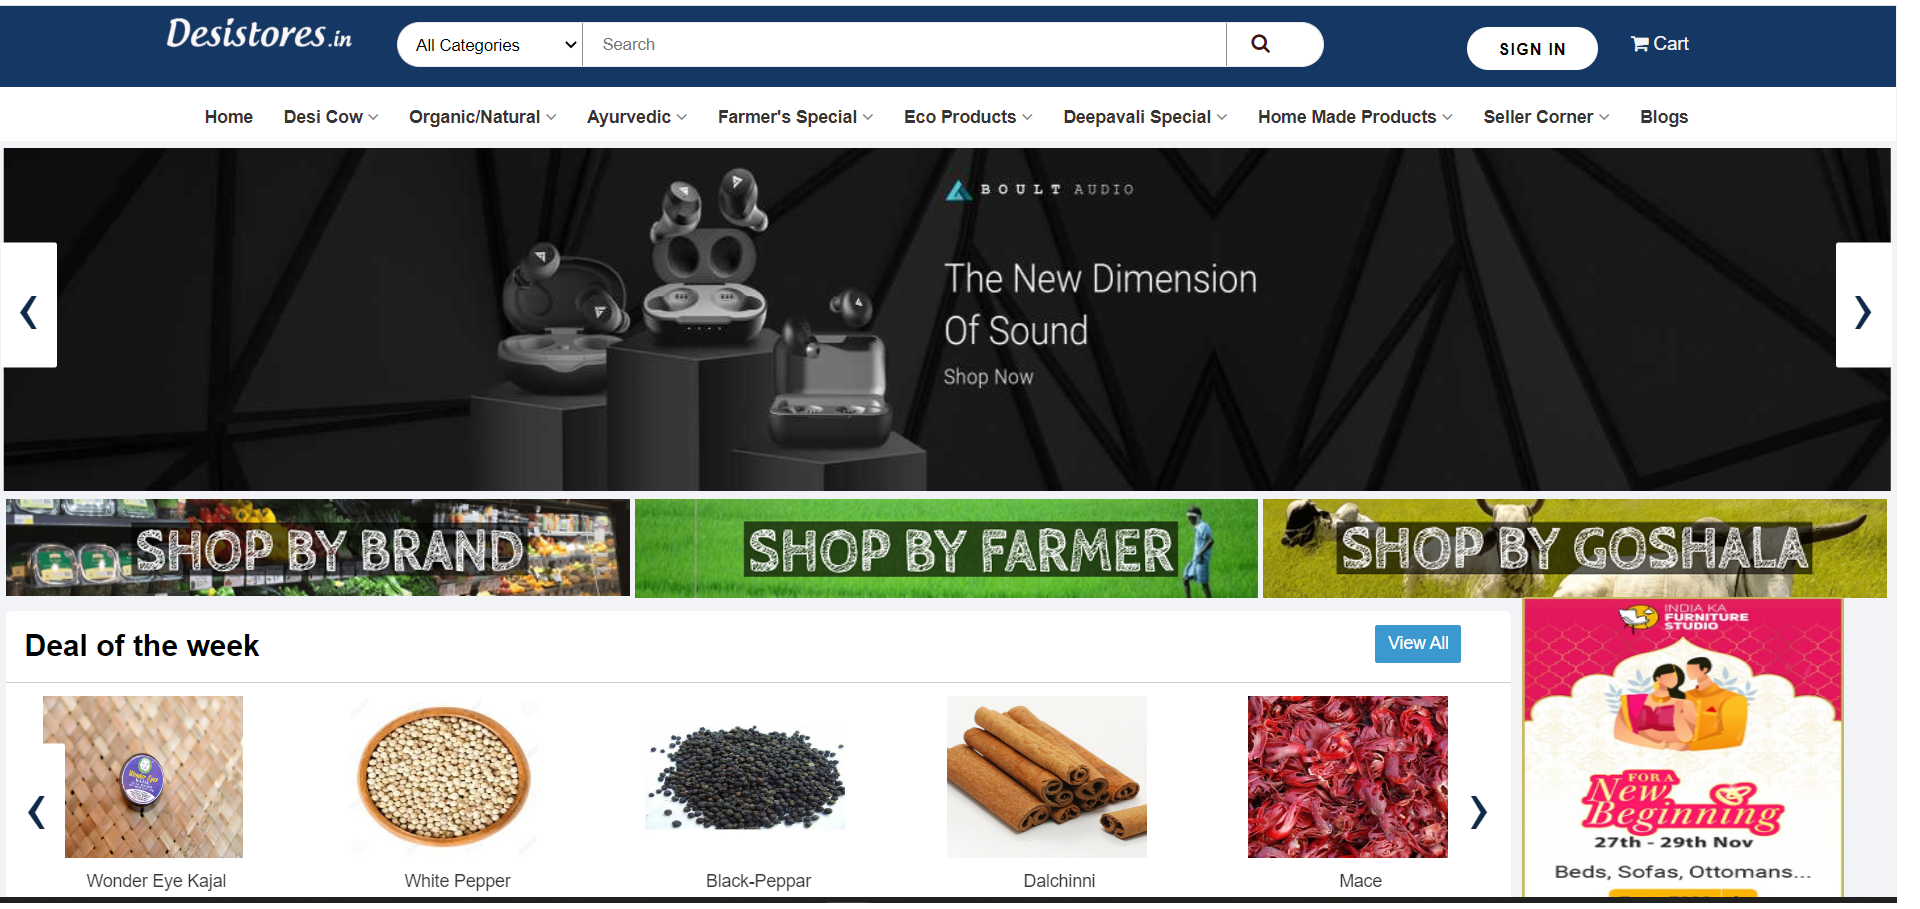 Desistores.in
All Categories
Search
SIGN IN
Cart
Home
Desi Cow
Organic/Natural
Ayurvedic
Farmer's Special
Eco Products
Deepavali Special
Home Made Products
Seller Corner
Blogs
BOULT AUDIO
The New Dimension
Of Sound
Shop Now
SHOP BY BRAND
SHOP BY FARMER
SHOP BY GOSHALA
Deal of the week
View All
INDIA KA
FURNITURE
STUDIO
FOR A
New
Beginning
27th - 29th Nov
Beds, Sofas, Ottomans...
Wonder Eye Kajal
White Pepper
Black-Peppar
Dalchinni
Mace